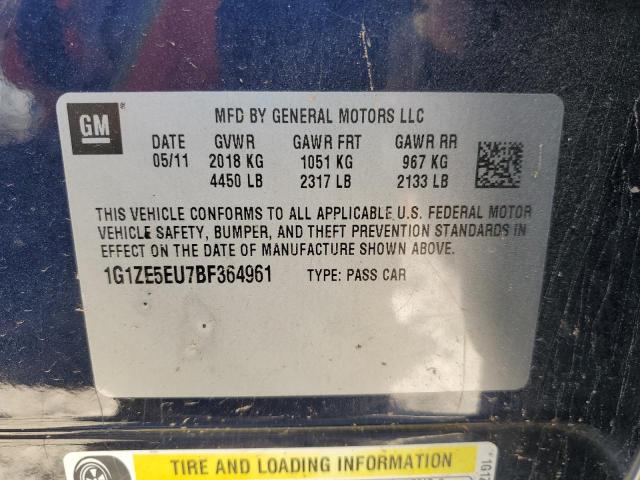 GM
MFD BY GENERAL MOTORS LLC
DATE GVWR GAWR FRT GAWR RR
05/11 2018 KG 1051 KG 967 KG
4450 LB 2317 LB 2133 LB
THIS VEHICLE CONFORMS TO ALL APPLICABLE U.S. FEDERAL MOTOR
VEHICLE SAFETY, BUMPER, AND THEFT PREVENTION STANDARDS IN
EFFECT ON THE DATE OF MANUFACTURE SHOWN ABOVE.
1G1ZE5EU7BF364961 TYPE: PASS CAR
TIRE AND LOADING INFORMATION